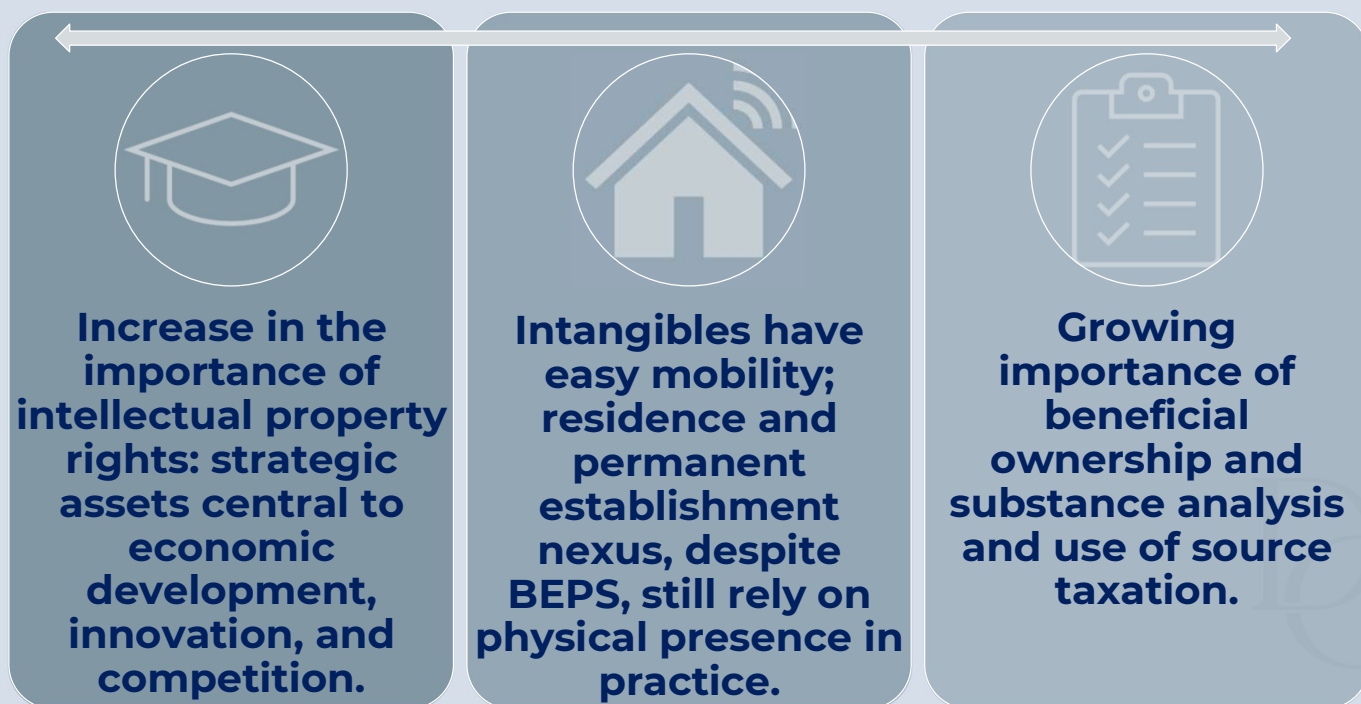 Increase in the
importance of
intellectual property
rights: strategic
assets central to
economic
development,
innovation, and
competition.
Intangibles have
easy mobility;
residence and
permanent
establishment
nexus, despite
BEPS, still rely on
physical presence in
practice.
Growing
importance of
beneficial
ownership and
substance analysis
and use of source
taxation.